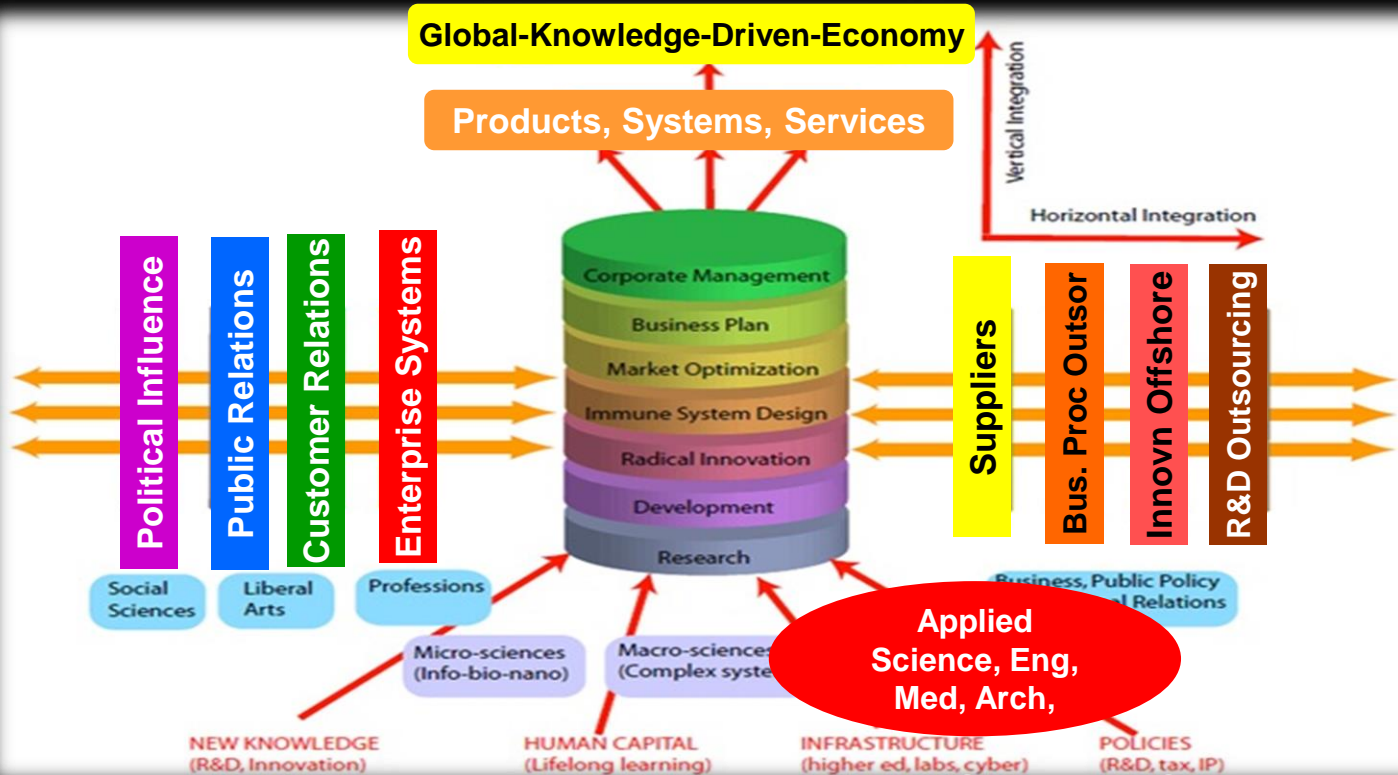 Global-Knowledge-Driven-Economy
Products, Systems, Services
Vertical Integration
Horizontal Integration
Political Influence
Public Relations
Customer Relations
Enterprise Systems
Corporate Management
Business Plan
Market Optimization
Immune System Design
Radical Innovation
Development
Research
Suppliers
Bus. Proc Outsor
Innovn Offshore
R&D Outsourcing
Social
Sciences
Liberal
Arts
Professions
Business, Public Policy
Relations
Micro-sciences
(Info-bio-nano)
Macro-sciences
(Complex
Applied
Science, Eng,
Med, Arch,
NEW KNOWLEDGE
(R&D, Innovation)
HUMAN CAPITAL
(Lifelong learning)
INFRASTRUCTURE
(higher ed, labs, cyber)
POLICIES
(R&D, tax, IP)